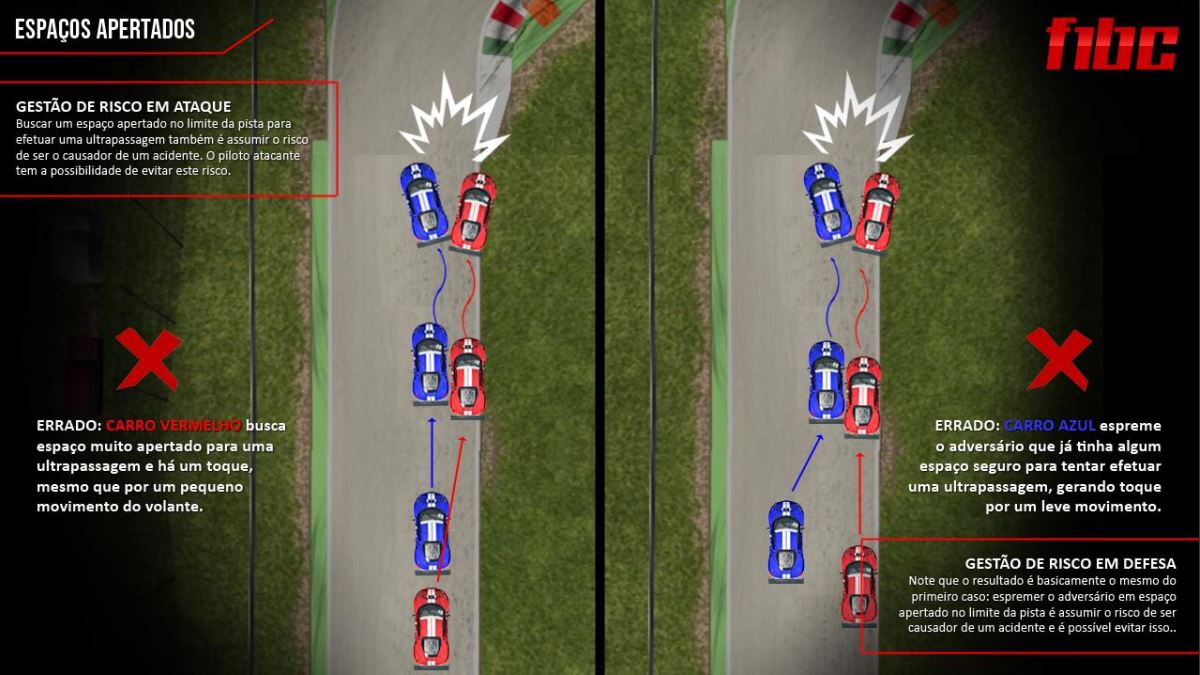 ESPAÇOS APERTADOS
f1bc
GESTÃO DE RISCO EM ATAQUE
Buscar um espaço apertado no limite da pista para
efetuar uma ultrapassagem também é assumir o risco
de ser o causador de um acidente. O piloto atacante
tem a possibilidade de evitar este risco.
ERRADO: CARRO VERMELHO busca
espaço muito apertado para uma
ultrapassagem e há um toque,
mesmo que por um pequeno
movimento do volante.
ERRADO: CARRO AZUL espreme
o adversário que já tinha algum
espaço seguro para tentar efetuar
uma ultrapassagem, gerando toque
por um leve movimento.
GESTÃO DE RISCO EM DEFESA
Note que o resultado é basicamente o mesmo do
primeiro caso: espremer o adversário em espaço
apertado no limite da pista é assumir o risco de ser
causador de um acidente e é possível evitar isso..